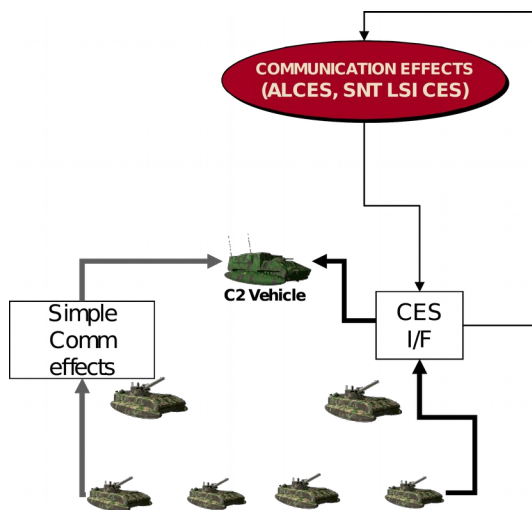 COMMUNICATION EFFECTS
(ALCES, SNT LSI CES)
C2 Vehicle
Simple
Comm
effects
CES
I/F